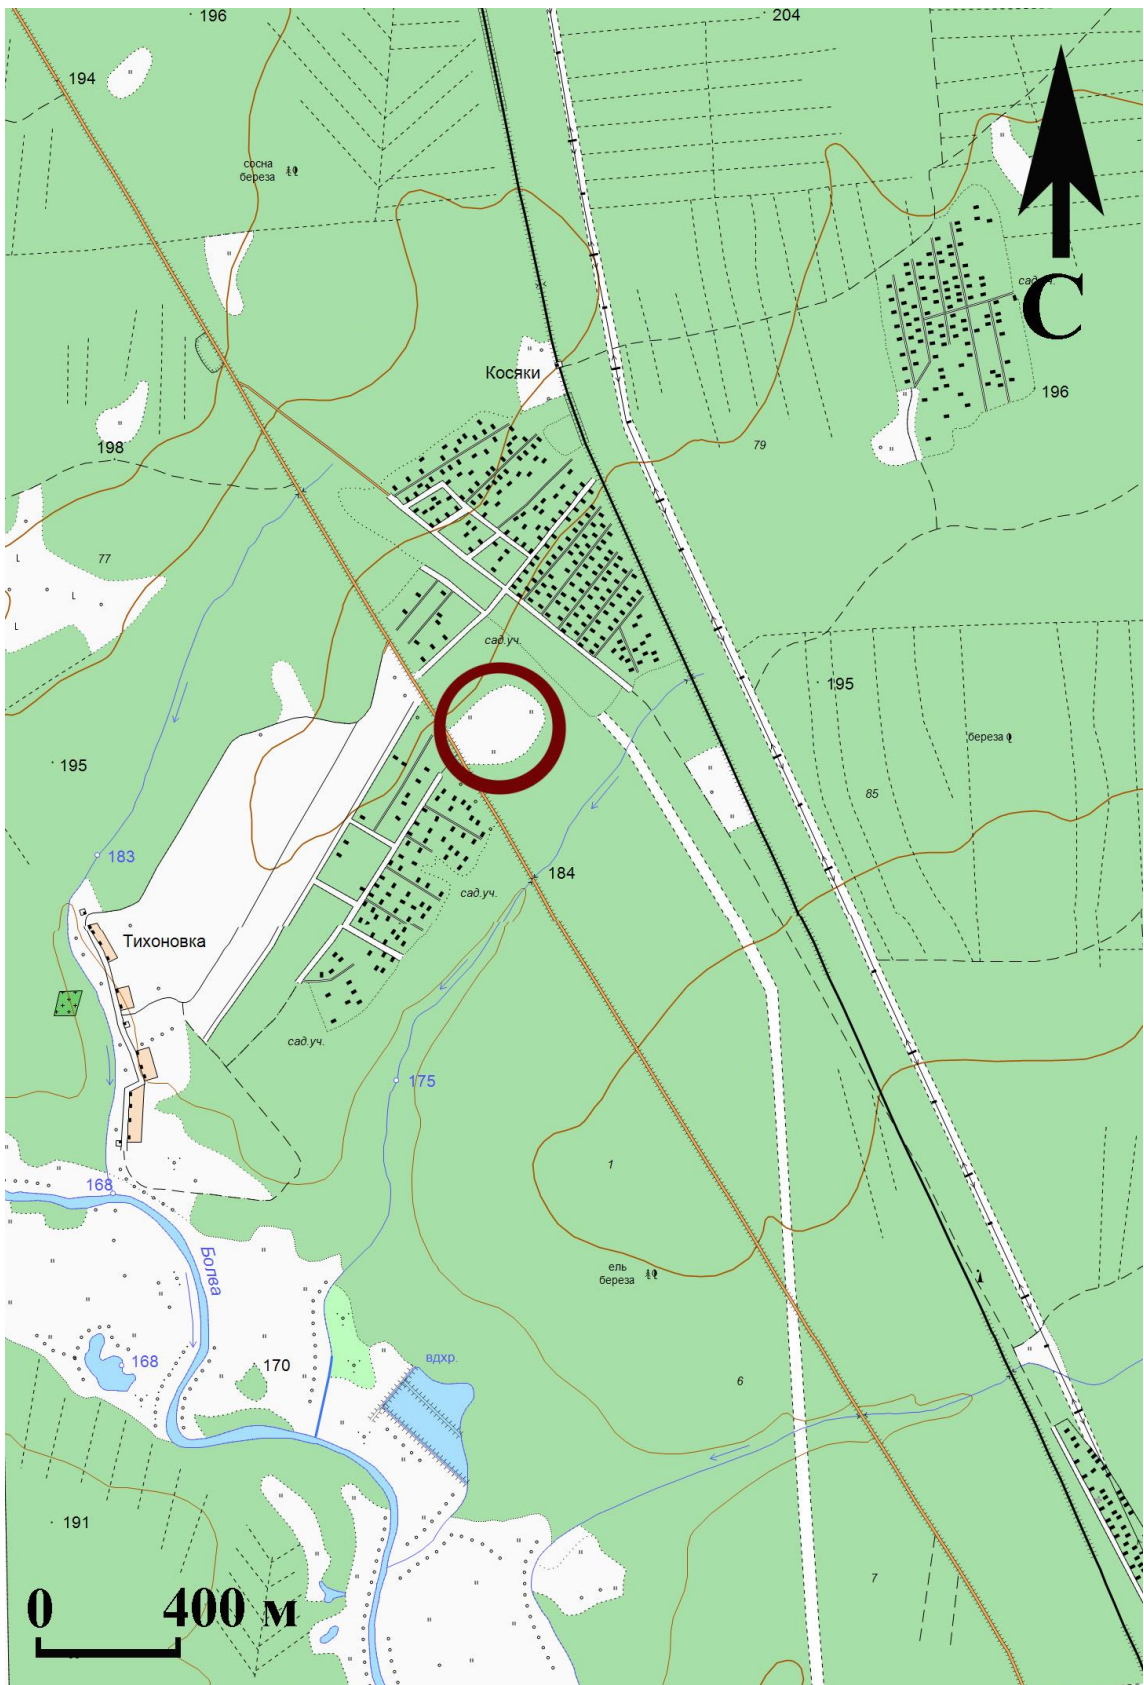 196
204
194
сосна
береза
сад.уч.
С
Косяки
196
79
198
77
сад.уч.
195
береза
195
85
183
184
сад.уч.
Тихоновка
сад.уч.
175
1
168
Болва
ель
береза
168
170
вдхр.
6
191
7
0 400 м